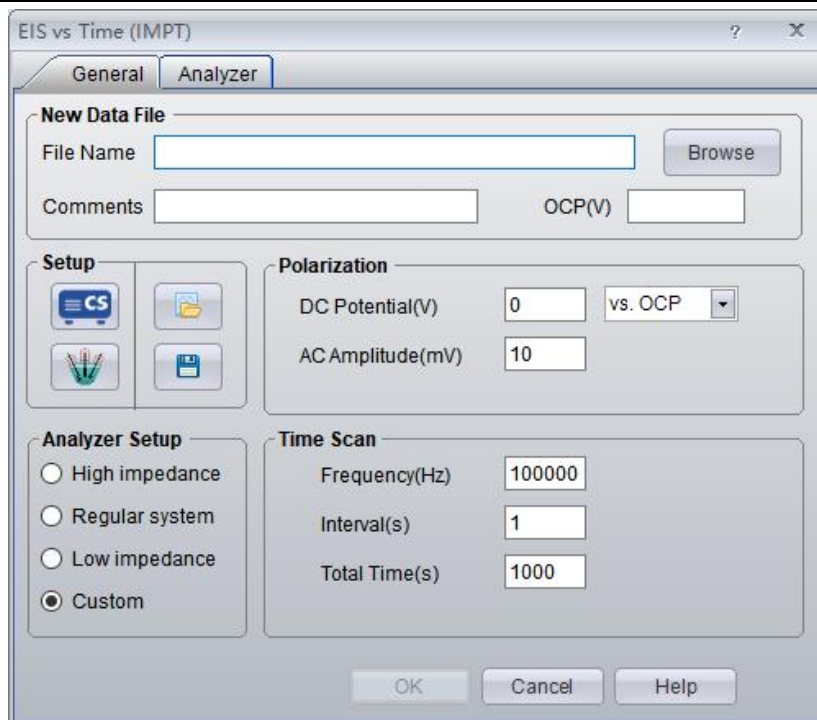 EIS vs Time (IMPT) ? X
General Analyzer
New Data File
File Name Browse
Comments OCP(V)
Setup
CS
Polarization
DC Potential(V) 0 vs. OCP
AC Amplitude(mV) 10
Analyzer Setup
High impedance
Regular system
Low impedance
Custom
Time Scan
Frequency(Hz) 100000
Interval(s) 1
Total Time(s) 1000
OK Cancel Help